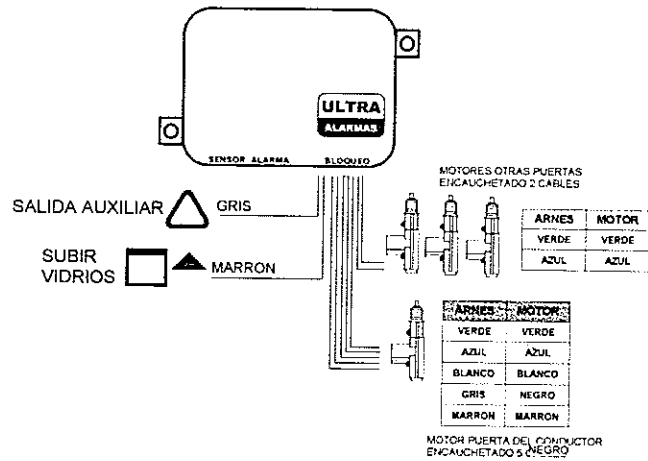 ULTRA
ALARMAS
SENSOR ALARMA BLOQUEO
SALIDA AUXILIAR GRIS
SUBIR
VIDRIOS
MARRON
MOTORES OTRAS PUERTAS
ENCAUCHETADO 2 CABLES
ARNES MOTOR
VERDE VERDE
AZUL AZUL
ARNES MOTOR
VERDE VERDE
AZUL AZUL
BLANCO BLANCO
GRIS NEGRO
MARRON MARRON
MOTOR PUERTA DEL CONDUCTOR
ENCAUCHETADO 5 NEGRO